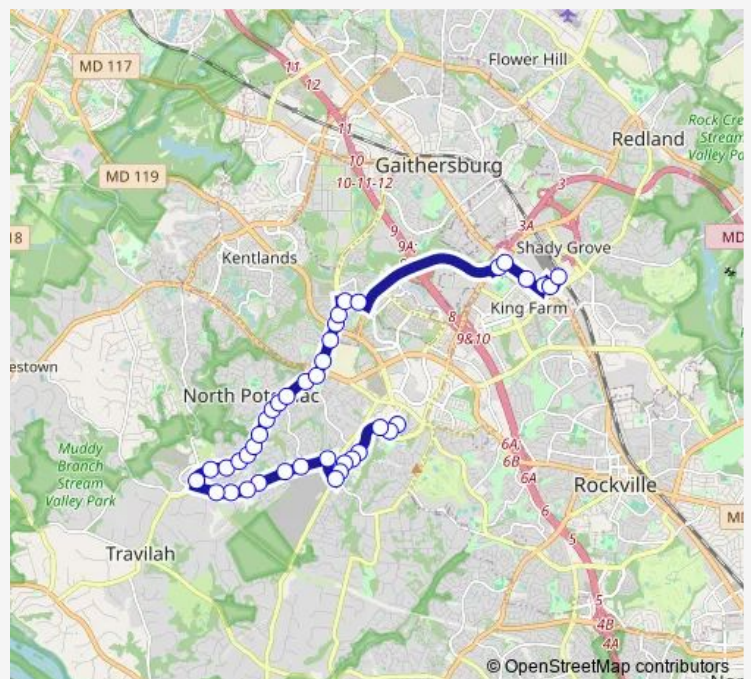 MD 117
11
12
Flower Hill
11
Rock Cre
Stream
Valley Pa
Redland
10
Gaithersburg
MD 119
10-11-12
3
9
3A
18
9A
Shady Grove
MD
Kentlands
King Farm
8
9&10
estown
North Potomac
6A
6B
Muddy
Branch
Stream
Valley Park
6A
Rockville
6
Travilah
5
5
4B
4A
© OpenStreetMap contributors